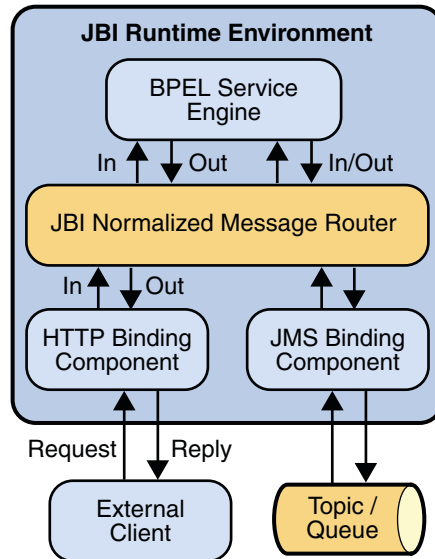 JBI Runtime Environment
BPEL Service
Engine
In
Out
In/Out
JBI Normalized Message Router
In
Out
HTTP Binding
Component
JMS Binding
Component
Request
Reply
External
Client
Topic /
Queue